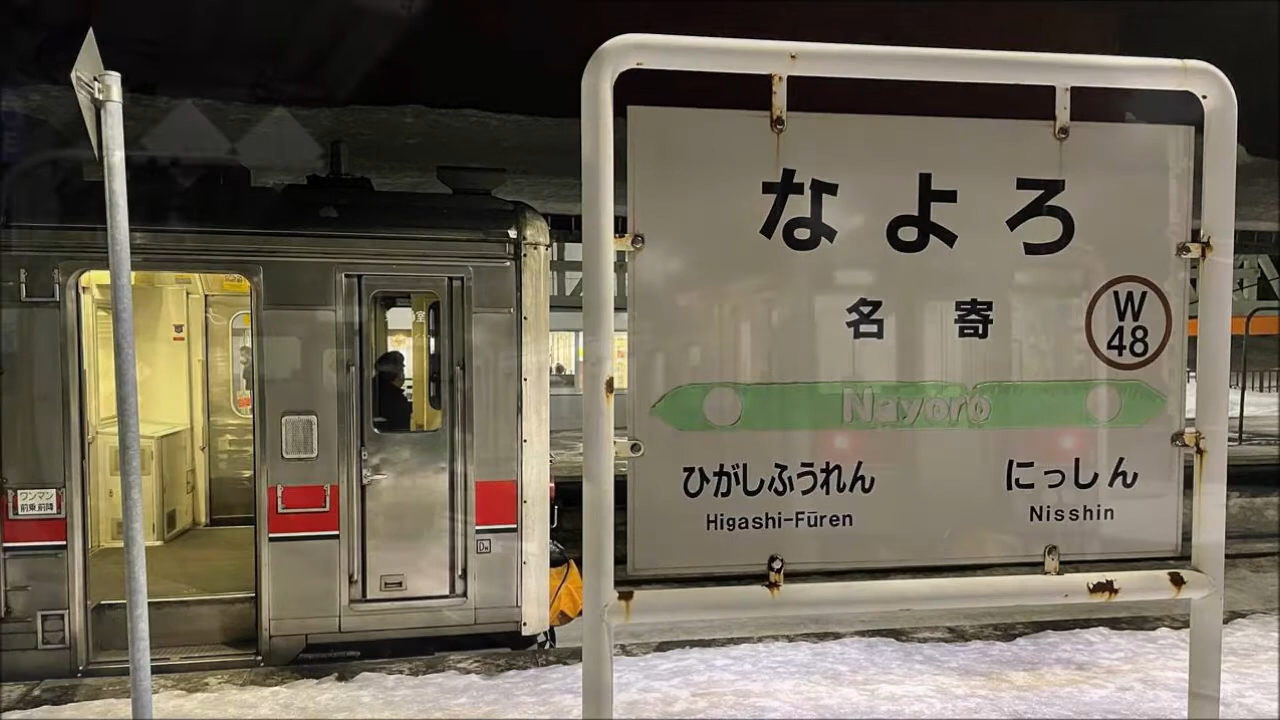 なよろ
名寄
W
48
Nayoro
ひがしふうれん
Higashi-Fūren
にっしん
Nisshin
ワンマン
前乗前降
室